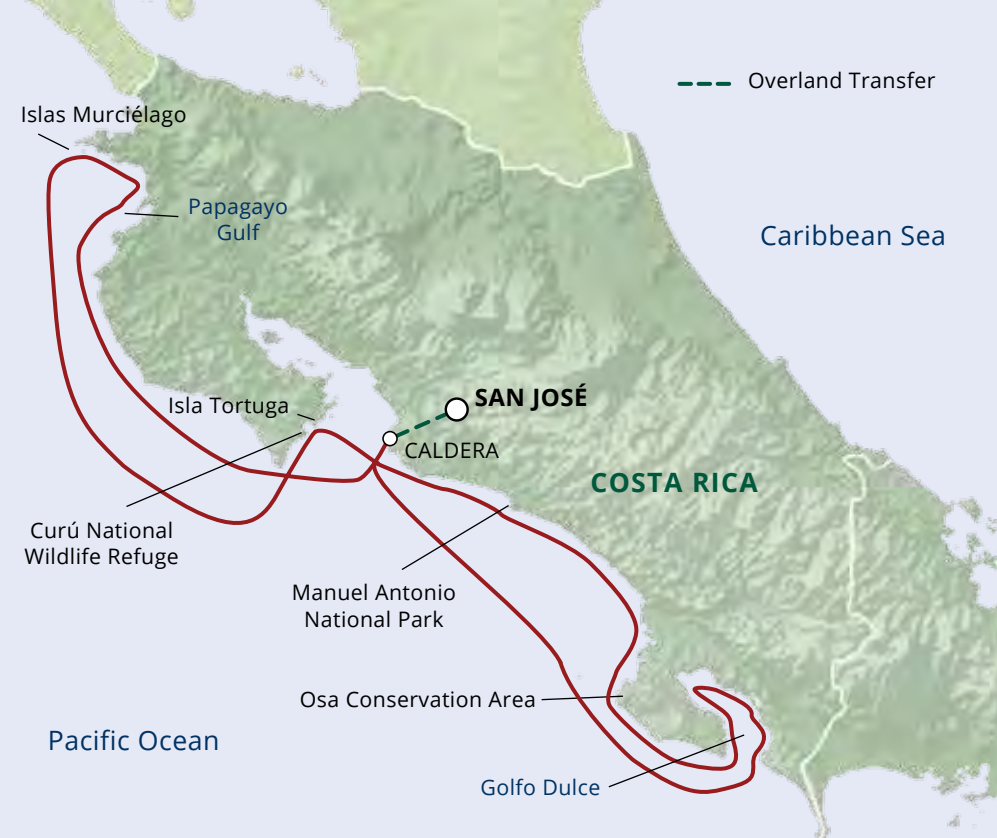 Overland Transfer
Islas Murciélago
Papagayo
Gulf
Caribbean Sea
SAN JOSÉ
Isla Tortuga
CALDERA
COSTA RICA
Curú National
Wildlife Refuge
Manuel Antonio
National Park
Osa Conservation Area
Pacific Ocean
Golfo Dulce